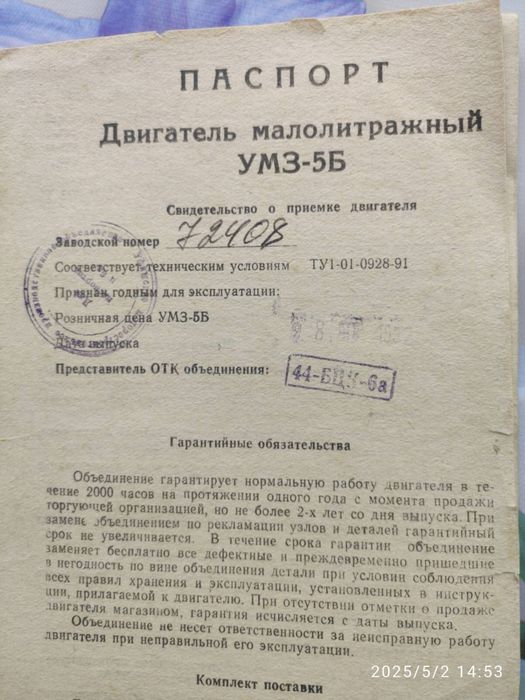 ПАСПОРТ
Двигатель малолитражный
УМЗ-5Б
Свидетельство о приемке двигателя
Заводской номер 72408
Соответствует техническим условиям ТУ1-01-0928-91
Признан годным для эксплуатации:
Розничная цена УМЗ-5Б
Дата выпуска
Представитель ОТК объединения: 44-БЦУ-6а
Гарантийные обязательства
Объединение гарантирует нормальную работу двигателя в те-
чение 2000 часов на протяжении одного года с момента продажи
торгующей организацией, но не более 2-х лет со дня выпуска. При
замене объединением по рекламации узлов и деталей гарантийный
срок не увеличивается. В течение срока гарантии объединение
заменяет бесплатно все дефектные и преждевременно пришедшие
в негодность по вине объединения детали при условии соблюдения
всех правил хранения и эксплуатации, установленных в инструк-
ции, прилагаемой к двигателю. При отсутствии отметки о продаже
двигателя магазином, гарантия исчисляется с даты выпуска.
Объединение не несет ответственности за неисправную работу
двигателя при неправильной его эксплуатации.
Комплект поставки
2025/5/2 14:53